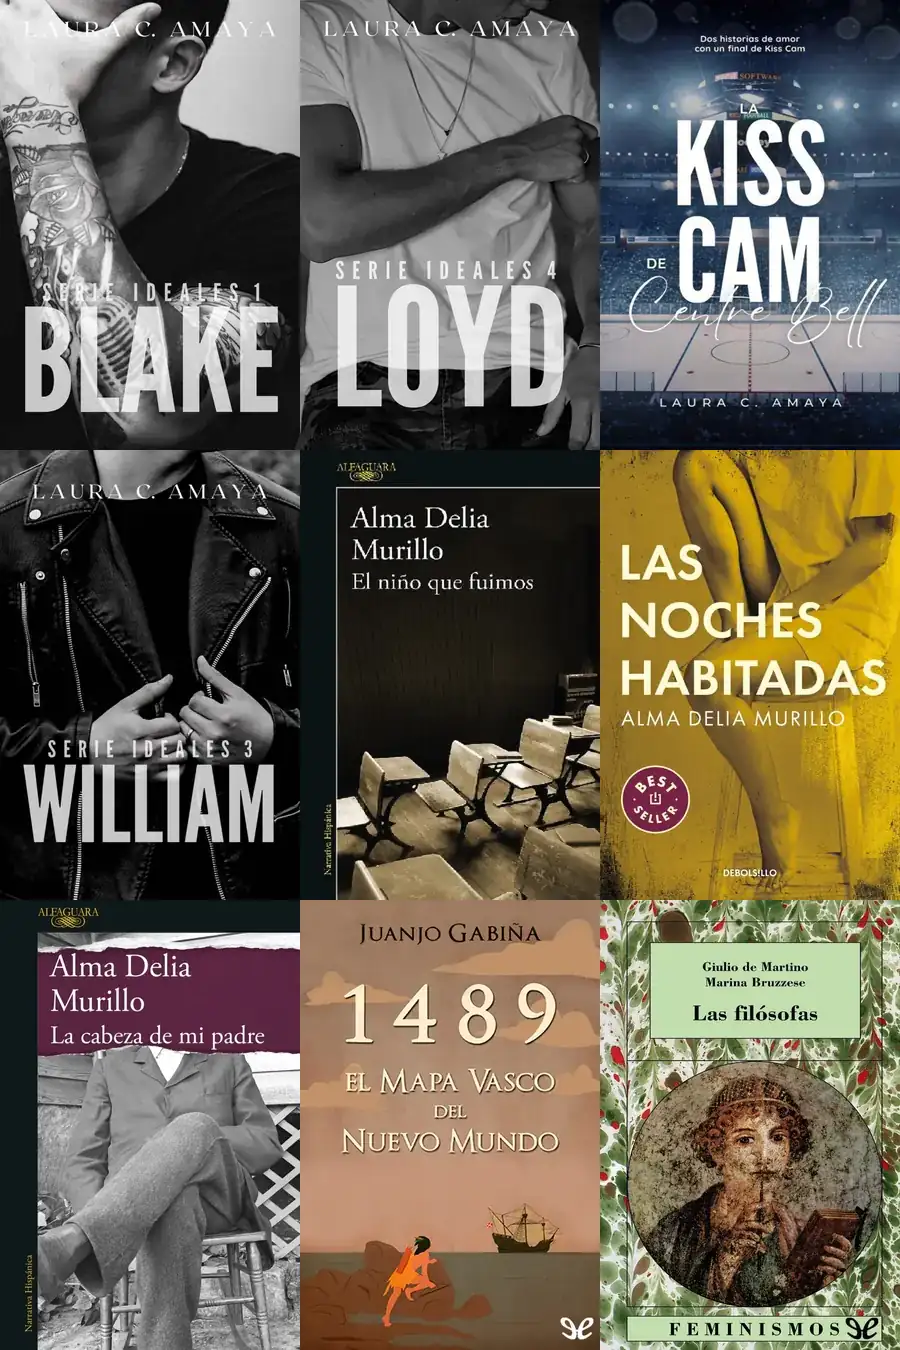 LAURA C. AMAYA
SERIE IDEALES 1
BLAKE
LAURA C. AMAYA
SERIE IDEALES 4
LOYD
Dos historias de amor
con un final de Kiss Cam
LA
KISS
CAM
DE
Centre Bell
LAURA C. AMAYA
LAURA C. AMAYA
SERIE IDEALES 3
WILLIAM
ALFAGUARA
Alma Delia
Murillo
El niño que fuimos
Narrativa Hispánica
LAS
NOCHES
HABITADAS
ALMA DELIA MURILLO
BEST
SELLER
DEBOLS!LLO
ALFAGUARA
Alma Delia
Murillo
La cabeza de mi padre
Narrativa Hispánica
JUANJO GABIÑA
1489
EL MAPA VASCO
DEL
NUEVO MUNDO
Giulio de Martino
Marina Bruzzese
Las filósofas
FEMINISMOS